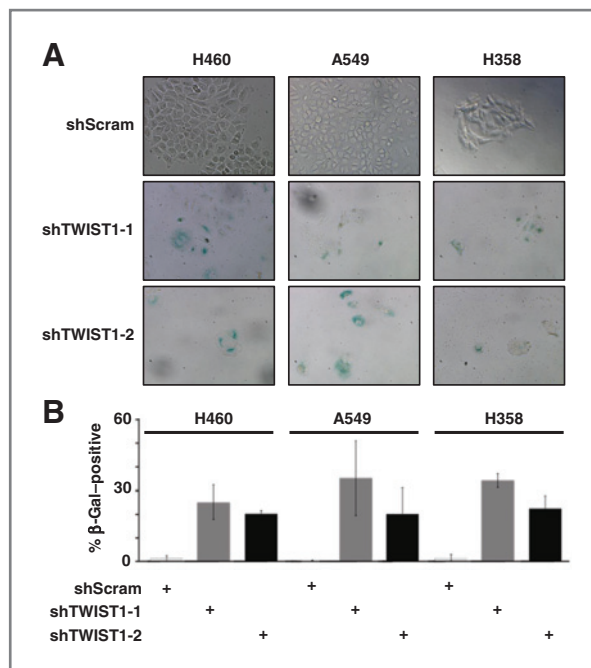 A
H460 A549 H358
shScram
shTWIST1-1
shTWIST1-2
B
H460 A549 H358
% β-Gal–positive
60
30
0
shScram + + +
shTWIST1-1 + + +
shTWIST1-2 + + +